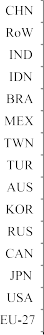 CHN
RoW
IND
IDN
BRA
MEX
TWN
TUR
AUS
KOR
RUS
CAN
JPN
USA
EU-27